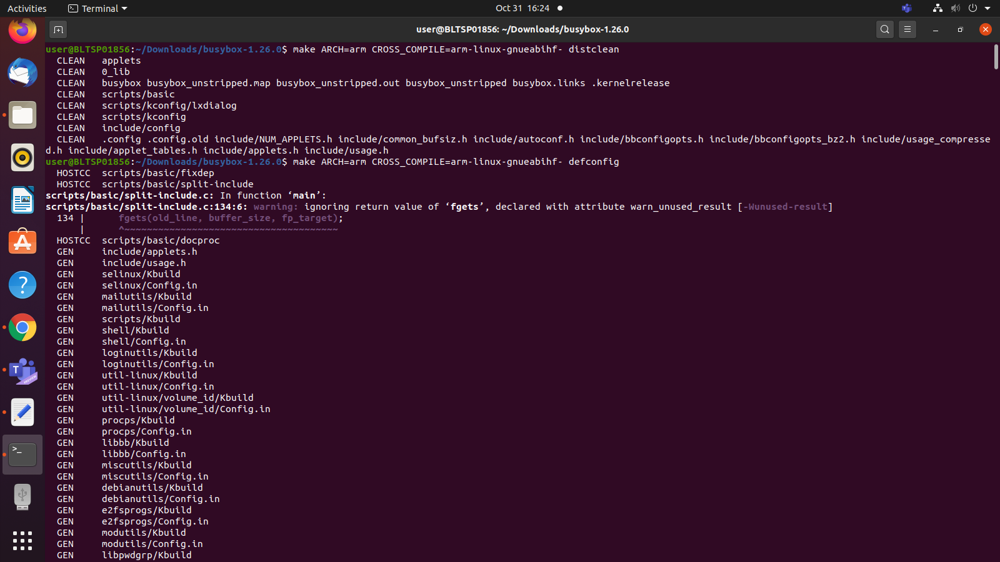 Activities Terminal Oct 31 16:24
user@BLTSP01856: ~/Downloads/busybox-1.26.0
user@BLTSP01856:~/Downloads/busybox-1.26.0$ make ARCH=arm CROSS_COMPILE=arm-linux-gnueabihf- distclean
  CLEAN   applets
  CLEAN   0_lib
  CLEAN   busybox busybox_unstripped.map busybox_unstripped.out busybox_unstripped busybox.links .kernelrelease
  CLEAN   scripts/basic
  CLEAN   scripts/kconfig/lxdialog
  CLEAN   scripts/kconfig
  CLEAN   include/config
  CLEAN   .config .config.old include/NUM_APPLETS.h include/common_bufsiz.h include/autoconf.h include/bbconfigopts.h include/bbconfigopts_bz2.h include/usage_compresse
d.h include/applet_tables.h include/applets.h include/usage.h
user@BLTSP01856:~/Downloads/busybox-1.26.0$ make ARCH=arm CROSS_COMPILE=arm-linux-gnueabihf- defconfig
  HOSTCC  scripts/basic/fixdep
  HOSTCC  scripts/basic/split-include
scripts/basic/split-include.c: In function ‘main’:
scripts/basic/split-include.c:134:6: warning: ignoring return value of ‘fgets’, declared with attribute warn_unused_result [-Wunused-result]
  134 |      fgets(old_line, buffer_size, fp_target);
      |      ^~~~~~~~~~~~~~~~~~~~~~~~~~~~~~~~~~~~~~~
  HOSTCC  scripts/basic/docproc
  GEN     include/applets.h
  GEN     include/usage.h
  GEN     selinux/Kbuild
  GEN     selinux/Config.in
  GEN     mailutils/Kbuild
  GEN     mailutils/Config.in
  GEN     scripts/Kbuild
  GEN     shell/Kbuild
  GEN     shell/Config.in
  GEN     loginutils/Kbuild
  GEN     loginutils/Config.in
  GEN     util-linux/Kbuild
  GEN     util-linux/Config.in
  GEN     util-linux/volume_id/Kbuild
  GEN     util-linux/volume_id/Config.in
  GEN     procps/Kbuild
  GEN     procps/Config.in
  GEN     libbb/Kbuild
  GEN     libbb/Config.in
  GEN     miscutils/Kbuild
  GEN     miscutils/Config.in
  GEN     debianutils/Kbuild
  GEN     debianutils/Config.in
  GEN     e2fsprogs/Kbuild
  GEN     e2fsprogs/Config.in
  GEN     modutils/Kbuild
  GEN     modutils/Config.in
  GEN     libpwdgrp/Kbuild